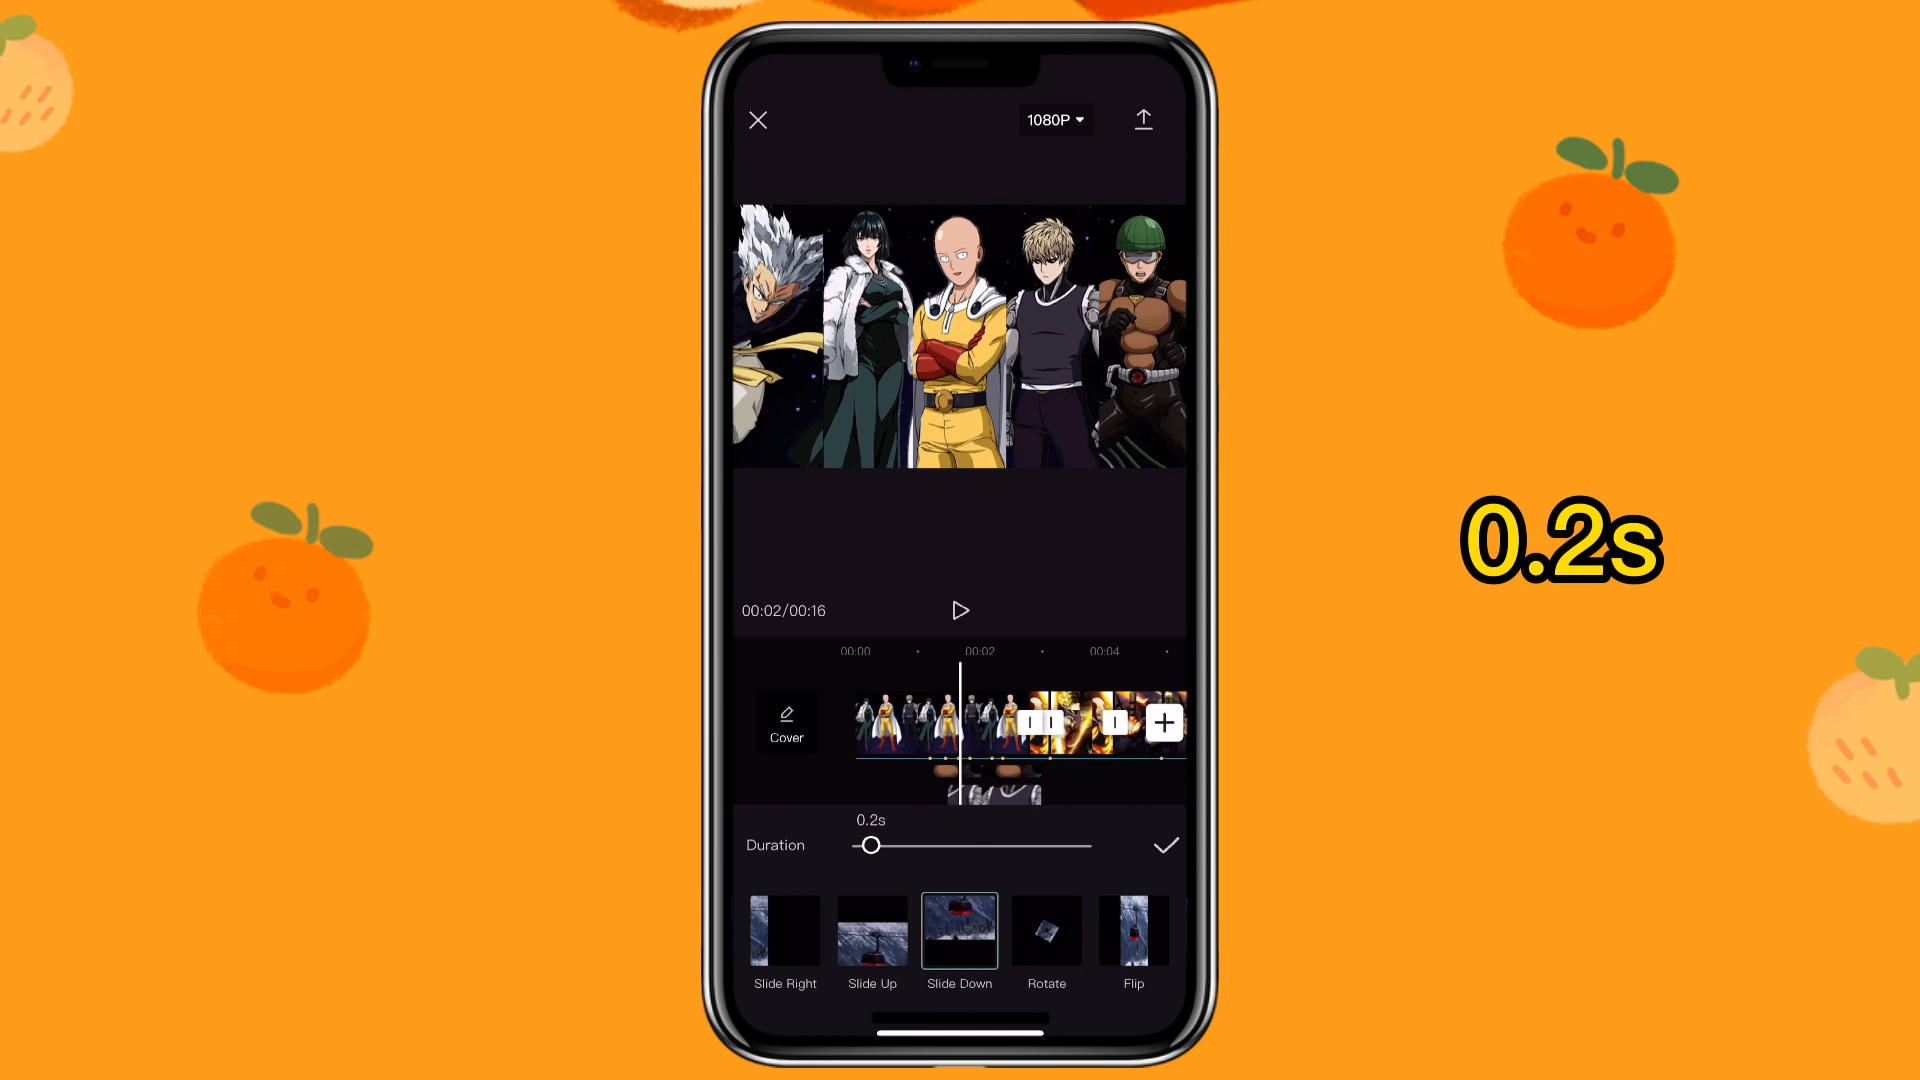 1080P
0.2s
00:02/00:16
00:00
00:02
00:04
Cover
0.2s
Duration
Slide Right
Slide Up
Slide Down
Rotate
Flip